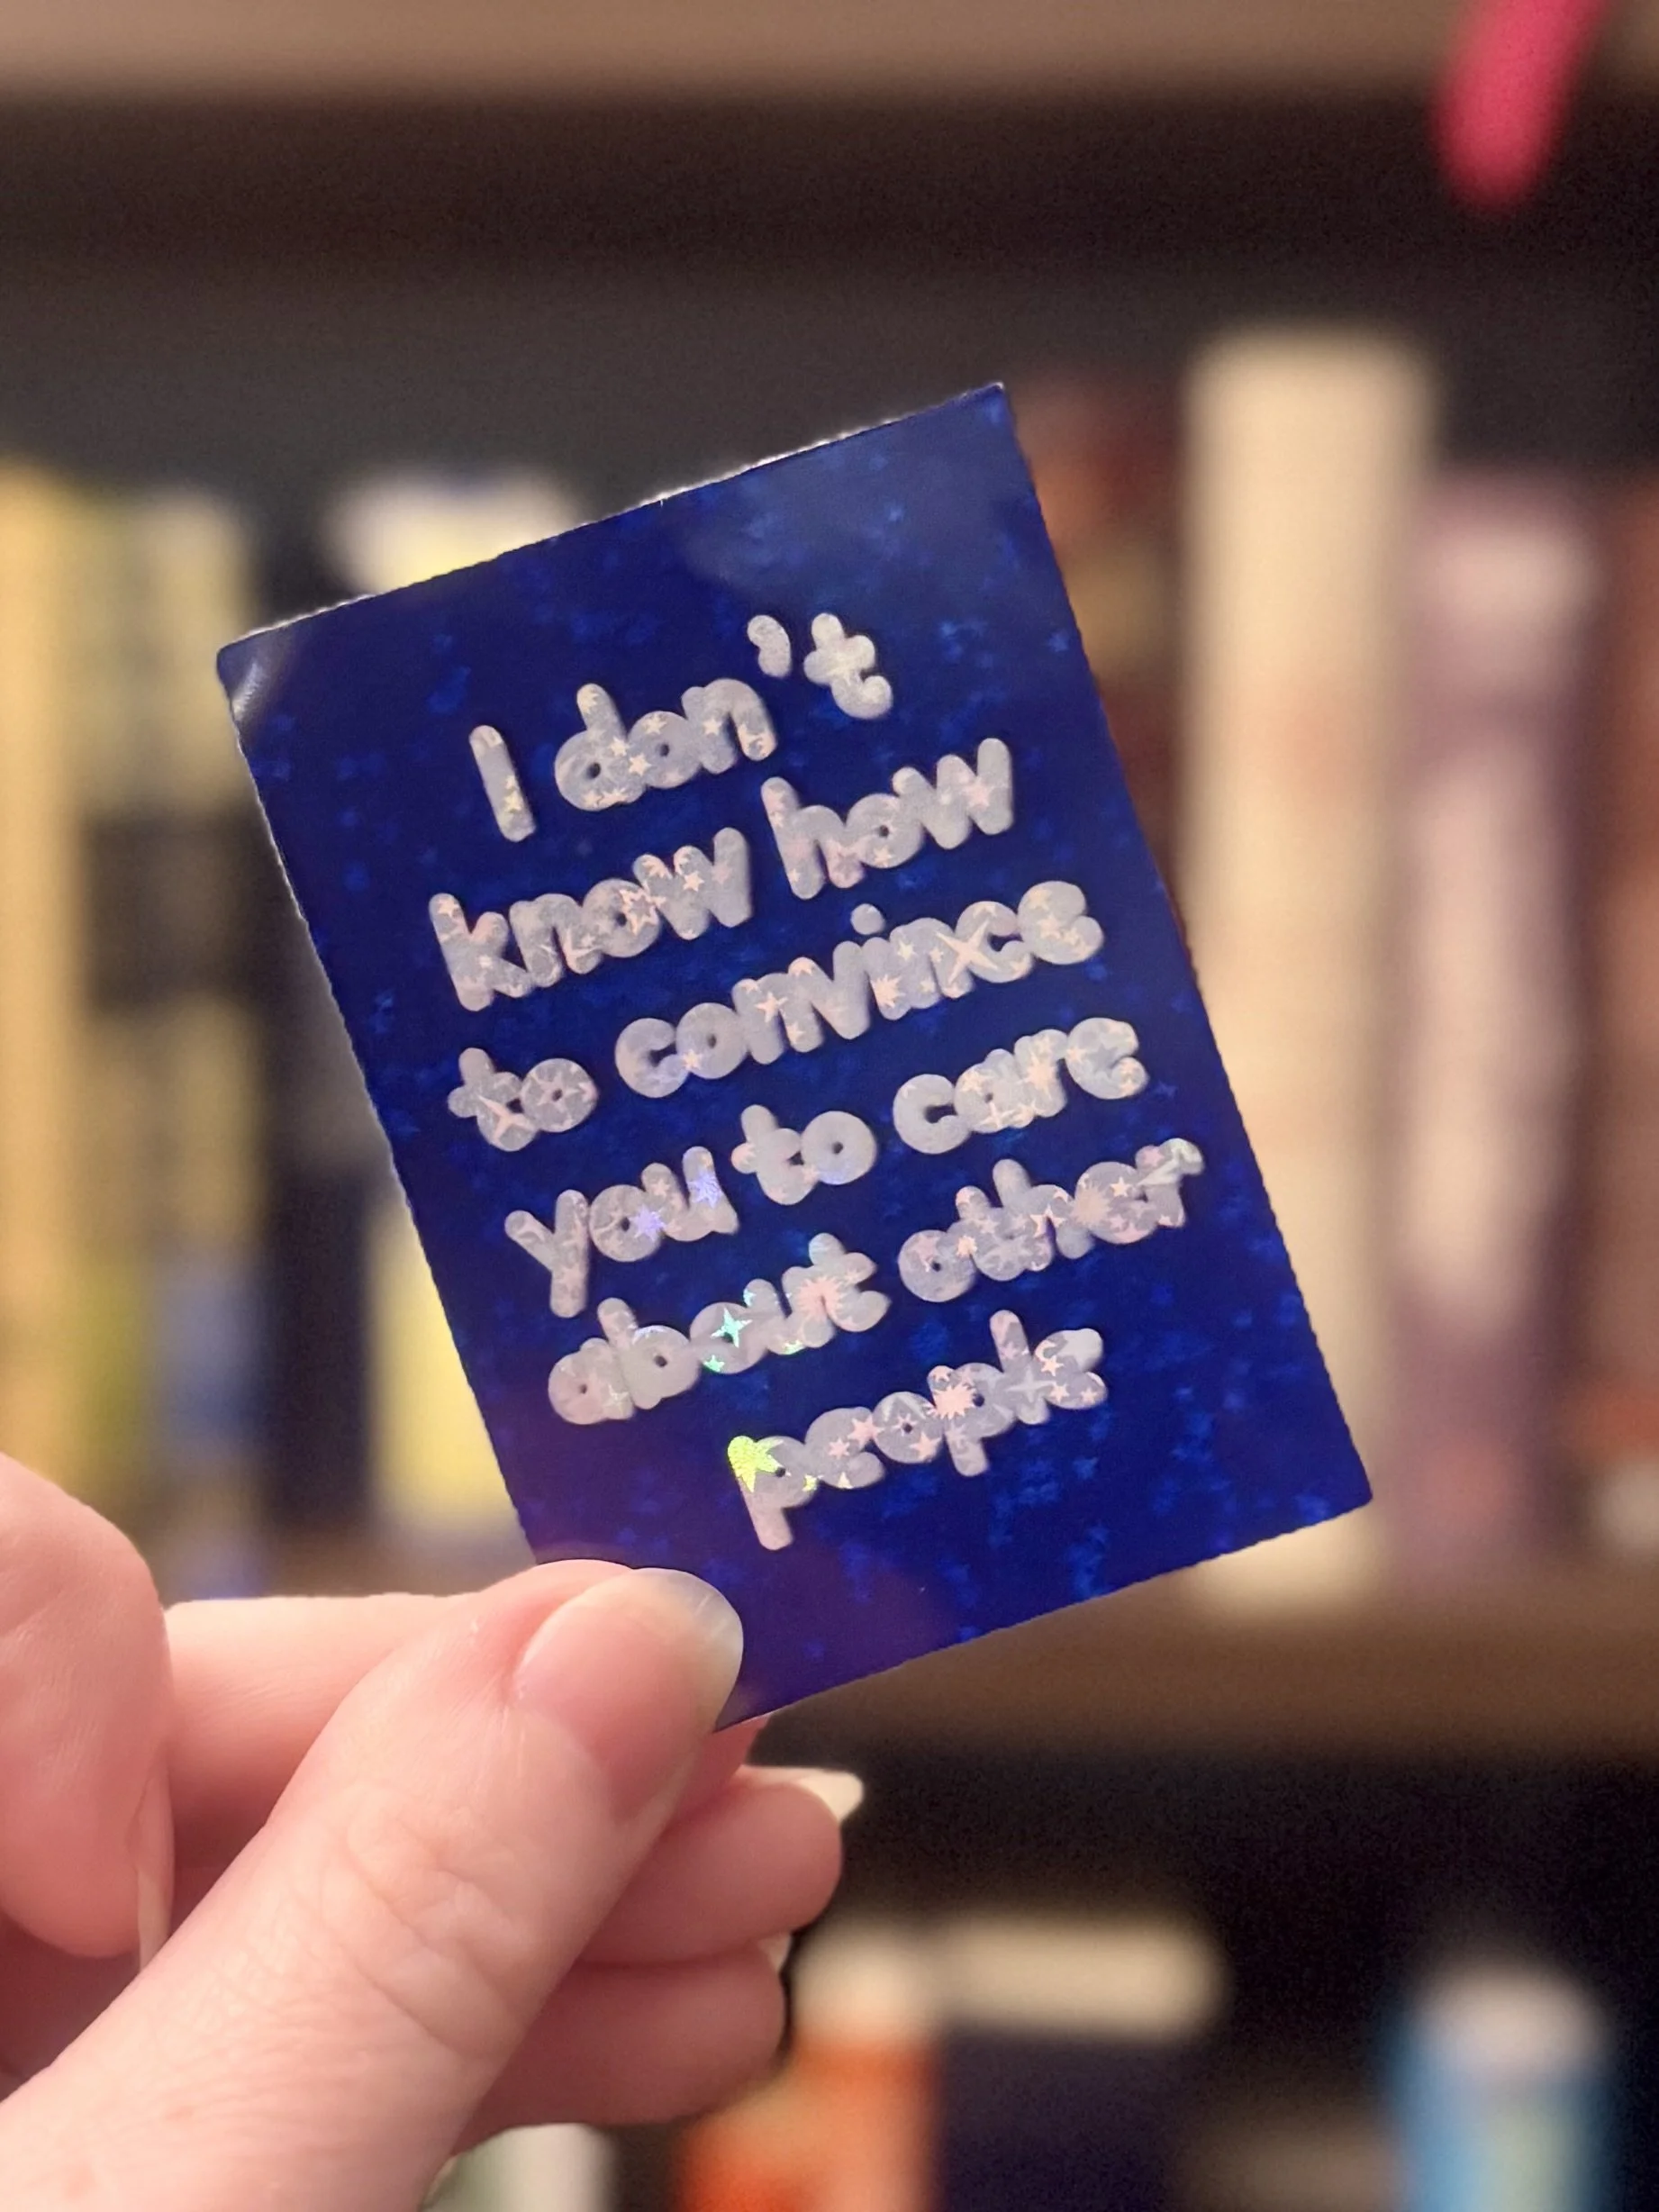 I don't
know how
to convince
you to care
about other
people